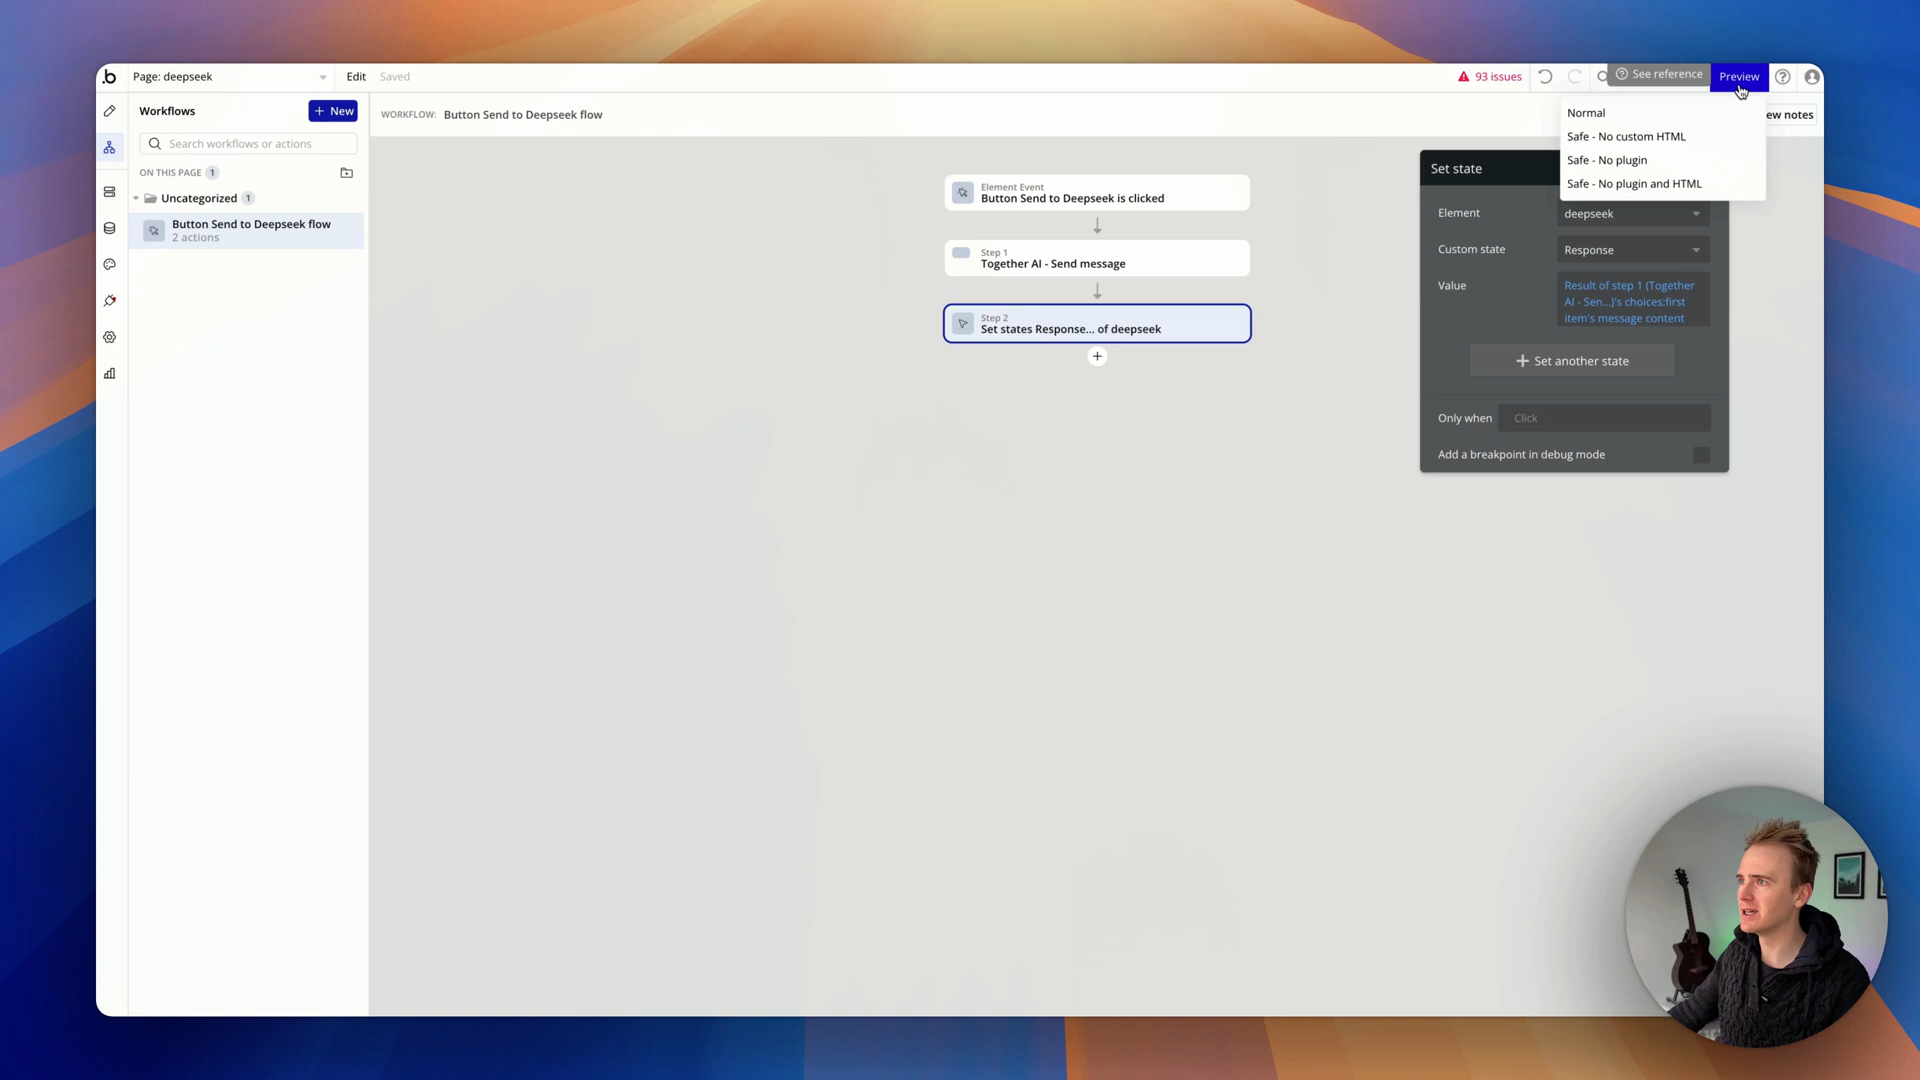 .b
Page: deepseek
Edit
Saved
93 issues
See reference
Preview
Workflows
+ New
WORKFLOW: Button Send to Deepseek flow
ew notes
Normal
Safe - No custom HTML
Safe - No plugin
Safe - No plugin and HTML
Search workflows or actions
ON THIS PAGE 1
Uncategorized 1
Button Send to Deepseek flow
2 actions
Element Event
Button Send to Deepseek is clicked
Step 1
Together AI - Send message
Step 2
Set states Response... of deepseek
Set state
Element
deepseek
Custom state
Response
Value
Result of step 1 (Together
AI - Sen...)'s choices:first
item's message content
+ Set another state
Only when
Click
Add a breakpoint in debug mode